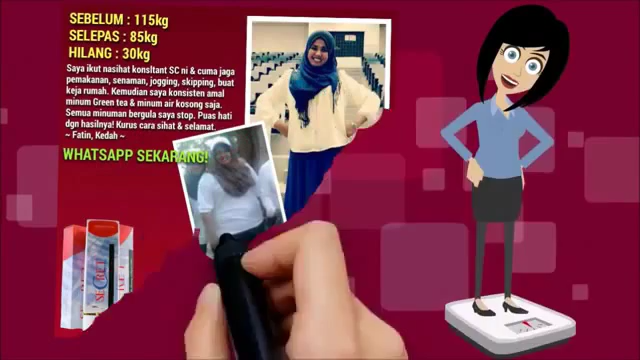 SEBELUM : 115kg
SELEPAS : 85kg
HILANG : 30kg
Saya ikut nasihat konsltant SC ni & cuma jaga
pemakanan, senaman, jogging, skipping, buat
keja rumah. Kemudian saya konsisten amal
minum Green tea & minum air kosong saja.
Semua minuman bergula saya stop. Puas hati
dgn hasilnya! Kurus cara sihat & selamat.
~ Fatin, Kedah ~
WHATSAPP SEKARANG!
SECRET